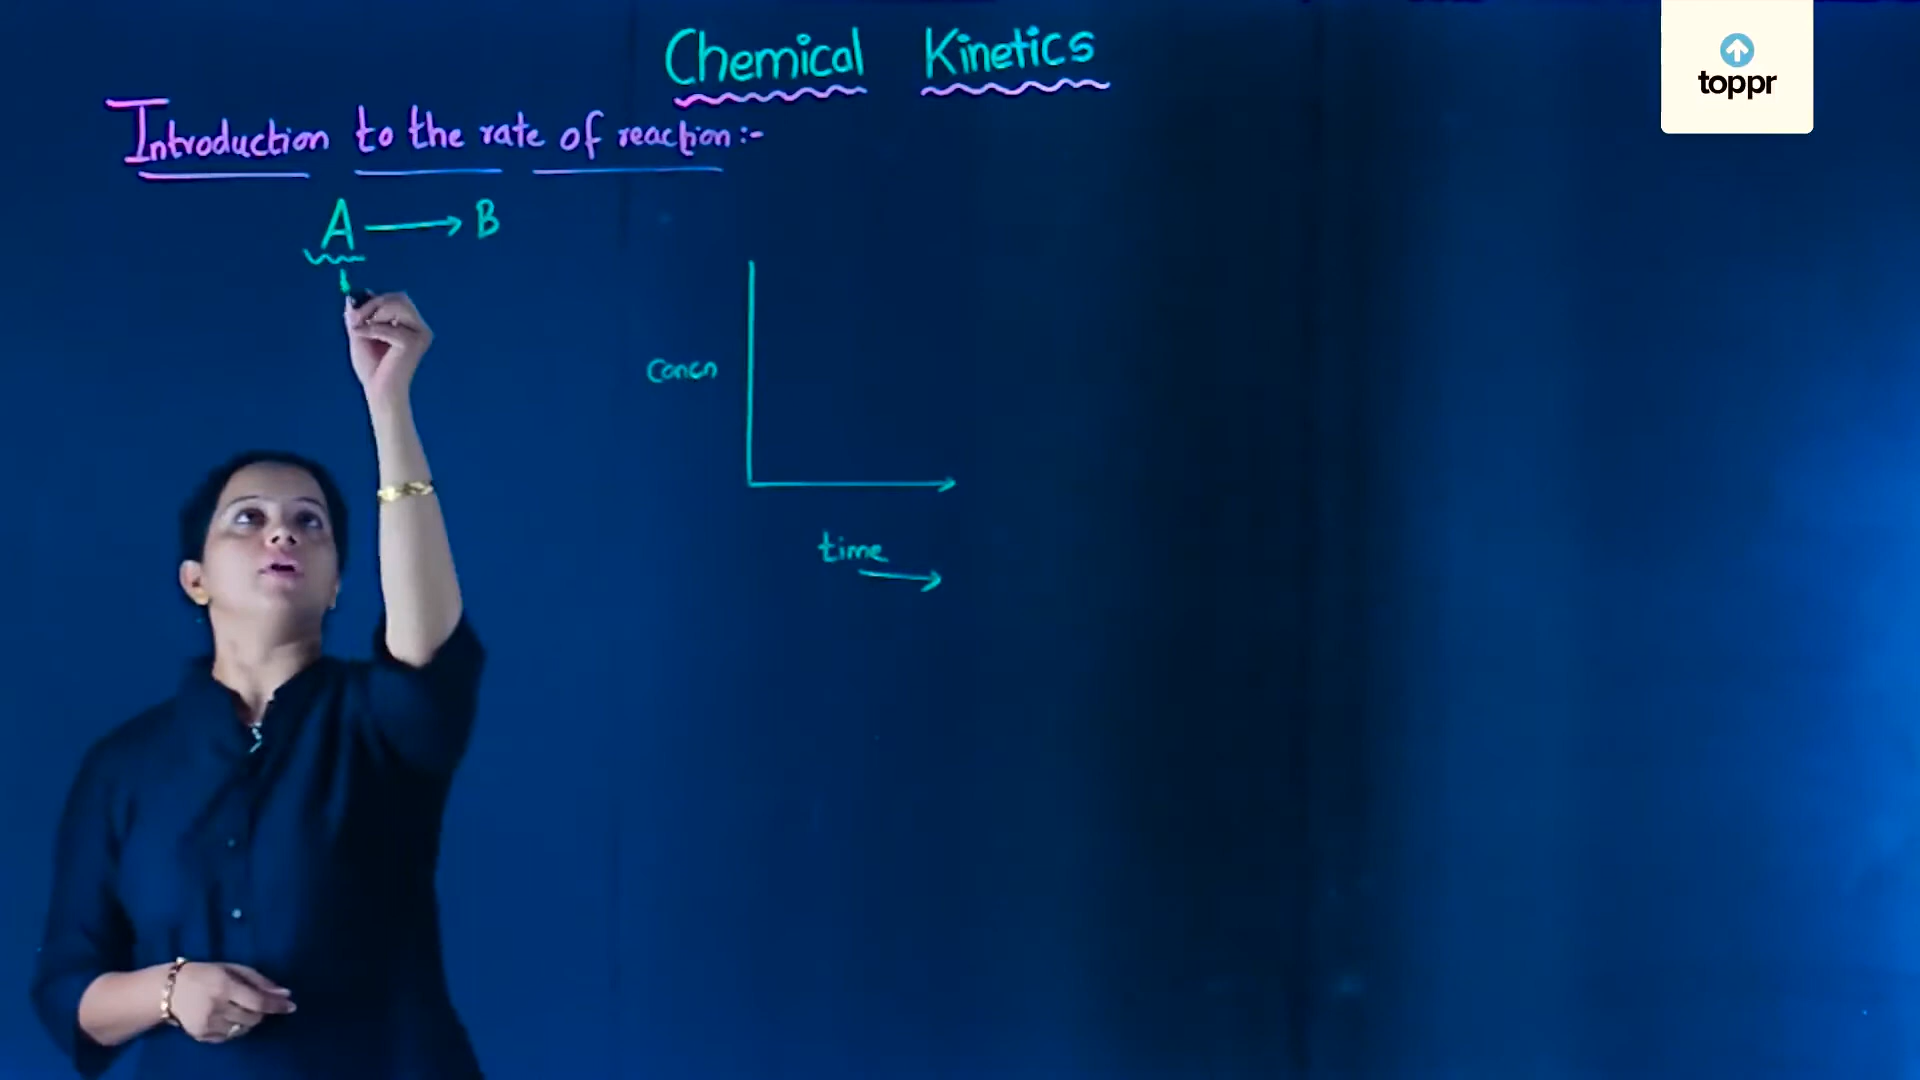 Chemical Kinetics
toppr
Introduction to the rate of reaction:-
A → B
Concn
time →